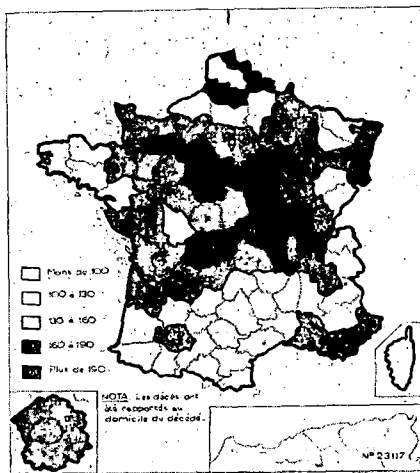 Moins de 100
100 à 130
130 à 160
160 à 190
Plus de 190
NOTA Les décès ont
été rapportés au
domicile du décédé.
N° 23117